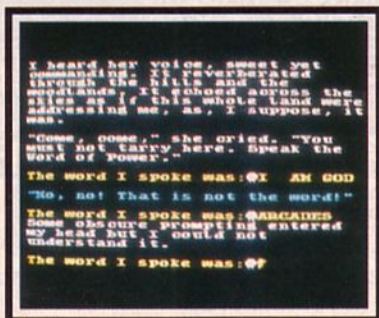 I heard her voice, sweet yet
commanding. It reverberated
through the hills and the
woodlands, It echoed across the
skies as if this whole land were
addressing me, as, I suppose, it
was.
"Come, come," she cried. "You
must not tarry here. Speak the
Word of Power."
The word I spoke was: I AM GOD
"No, no! That is not the word!"
The word I spoke was: ARCADES
Some obscure prompting entered
my head but I could not
understand it.
The word I spoke was: